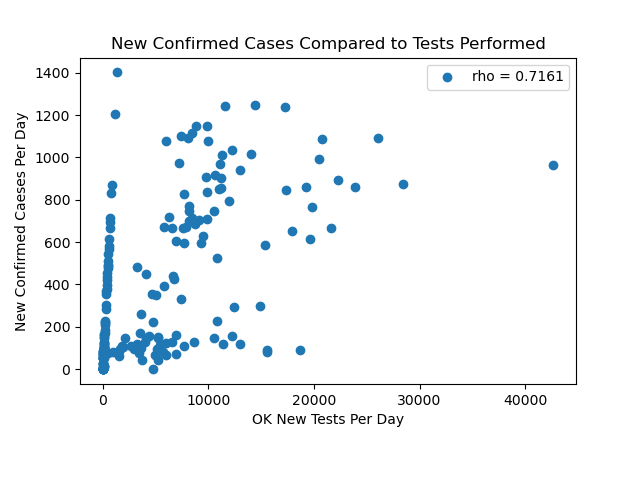 New Confirmed Cases Compared to Tests Performed
rho = 0.7161
New Confirmed Caeses Per Day
1400
1200
1000
800
600
400
200
0
0 10000 20000 30000 40000
OK New Tests Per Day